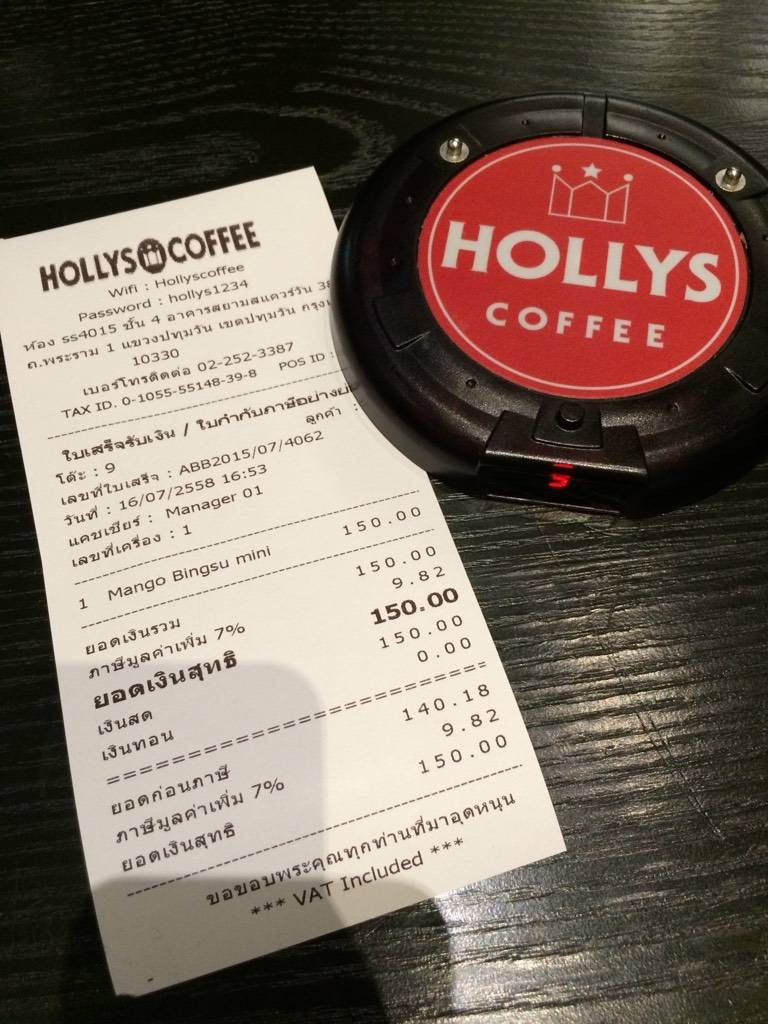 HOLLYS COFFEE
Wifi : Hollyscoffee
Password : hollys1234
ห้อง ss4015 ชั้น 4 อาคารสยามสแควร์วัน
ถ.พระราม 1 แขวงปทุมวัน เขตปทุมวัน
10330
เบอร์โทรติดต่อ 02-252-3387
TAX ID. 0-1055-55148-39-8 POS ID :
ใบเสร็จรับเงิน / ใบกำกับภาษีอย่าง
โต๊ะ : 9 ลูกค้า :
เลขที่ใบเสร็จ : ABB2015/07/4062
วันที่ : 16/07/2558 16:53
แคชเชียร์ : Manager 01
เลขที่เครื่อง : 1
1 Mango Bingsu mini 150.00
ยอดเงินรวม 150.00
ภาษีมูลค่าเพิ่ม 7% 9.82
ยอดเงินสุทธิ 150.00
เงินสด 150.00
เงินทอน 0.00
ยอดก่อนภาษี 140.18
ภาษีมูลค่าเพิ่ม 7% 9.82
ยอดเงินสุทธิ 150.00
ขอขอบพระคุณทุกท่านที่มาอุดหนุน
*** VAT Included ***
HOLLYS
COFFEE